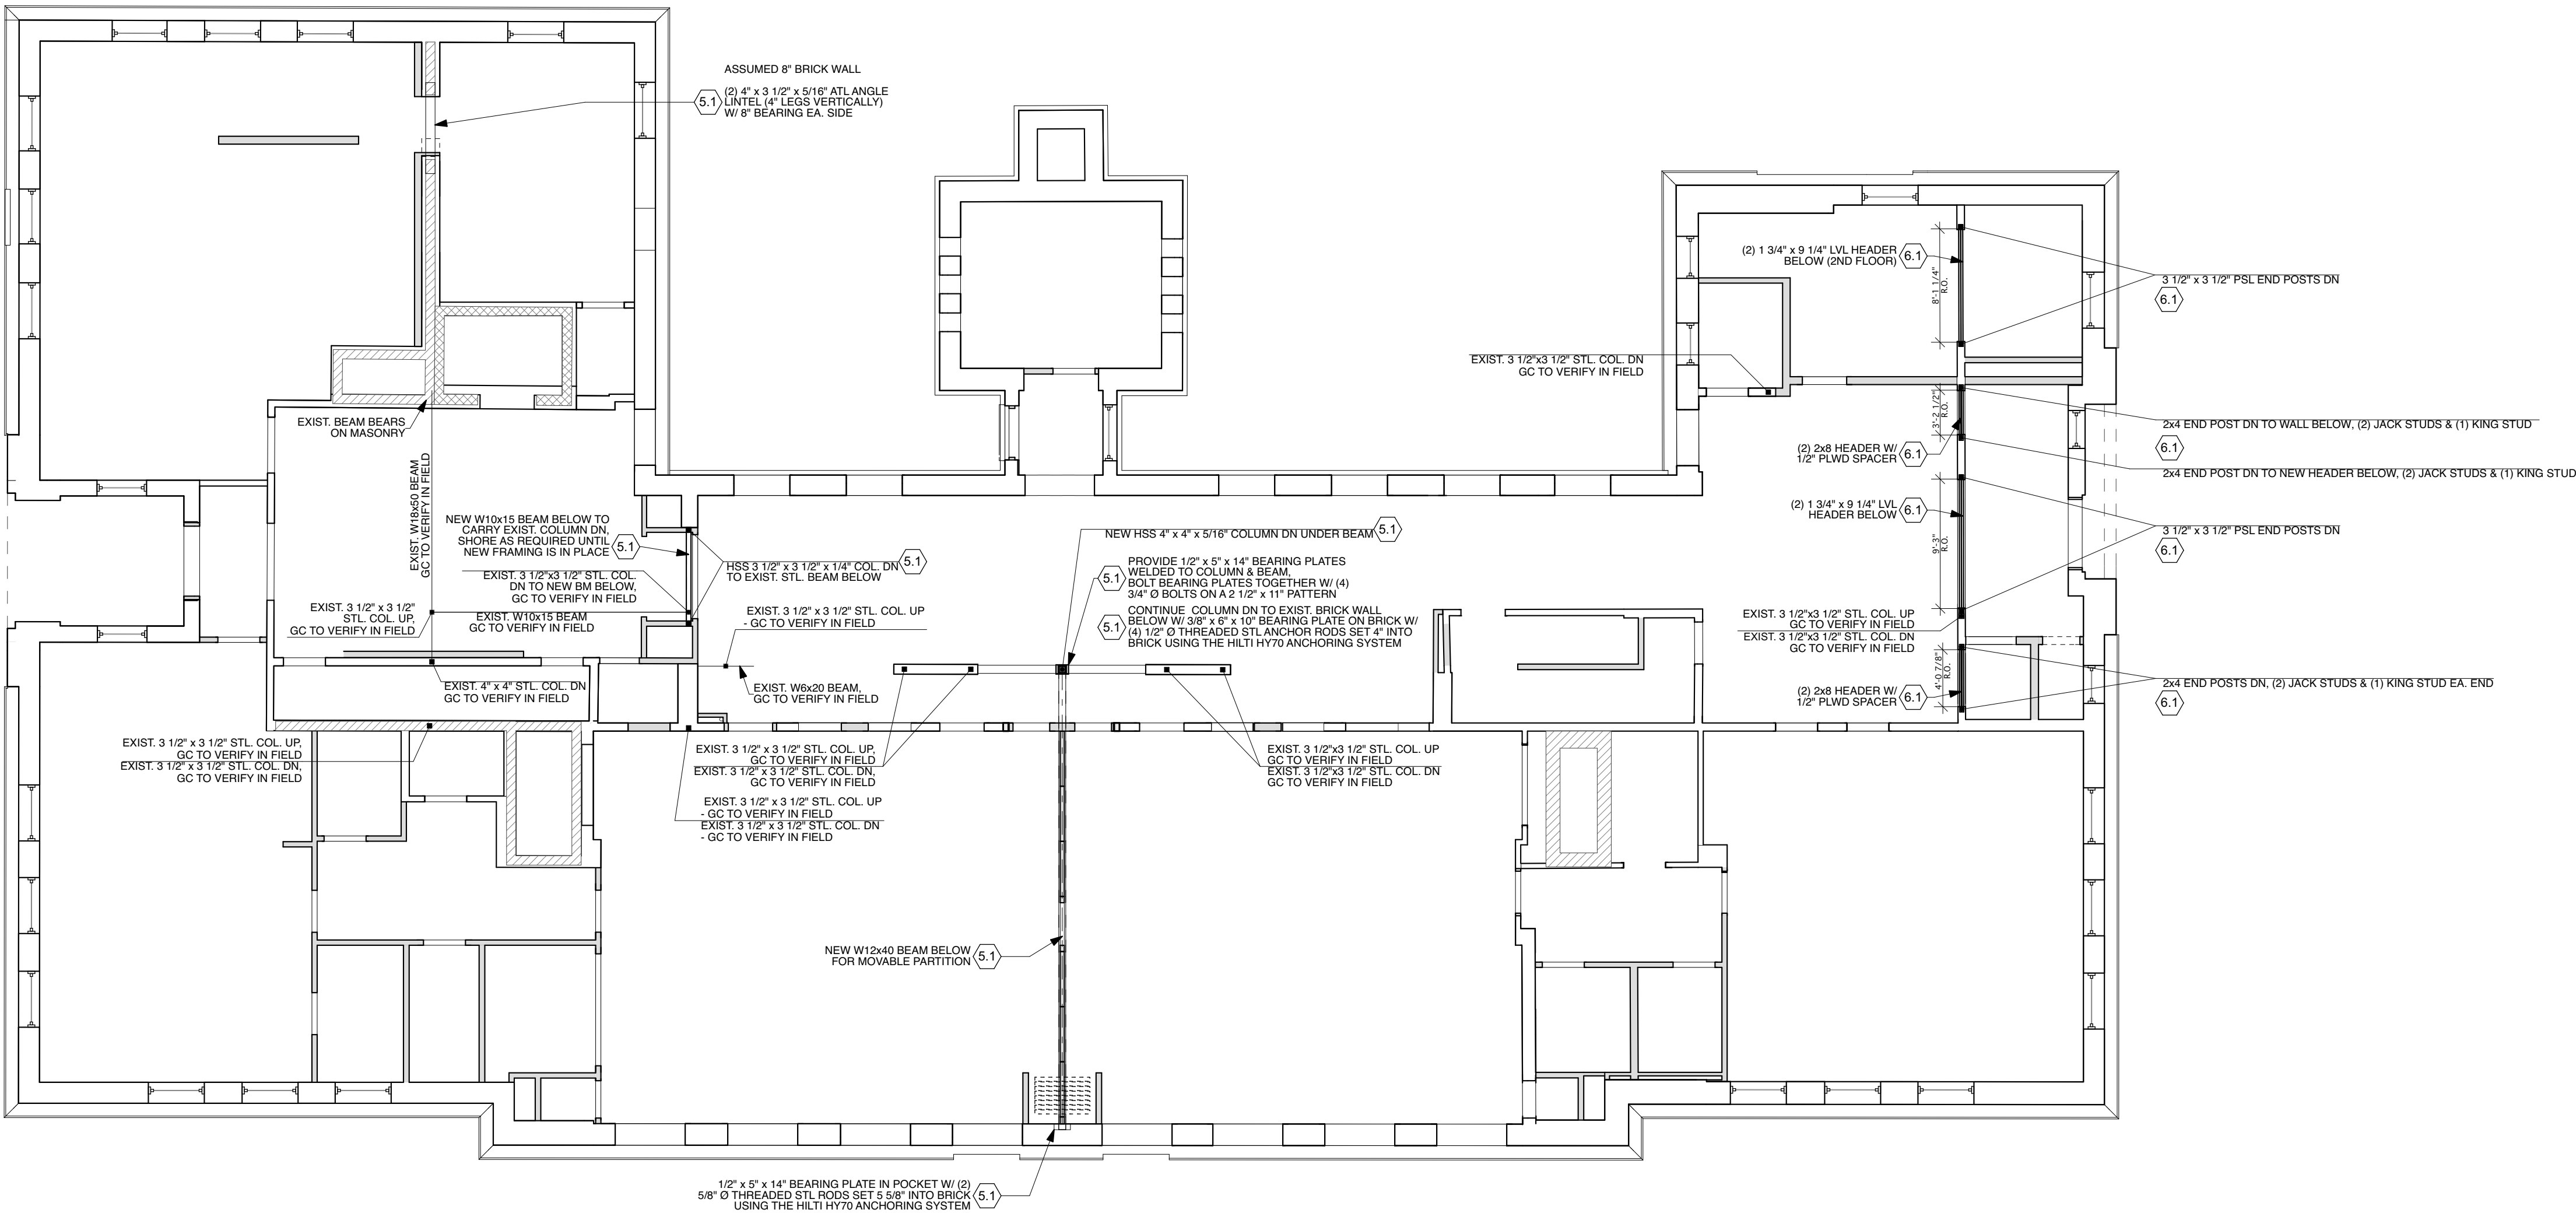 ASSUMED 8" BRICK WALL
5.1
(2) 4" x 3 1/2" x 5/16" ATL ANGLE
LINTEL (4" LEGS VERTICALLY)
W/ 8" BEARING EA. SIDE
(2) 1 3/4" x 9 1/4" LVL HEADER
BELOW (2ND FLOOR)
6.1
8'-1 1/4"
R.O.
3 1/2" x 3 1/2" PSL END POSTS DN
6.1
EXIST. 3 1/2"x3 1/2" STL. COL. DN
GC TO VERIFY IN FIELD
EXIST. BEAM BEARS
ON MASONRY
3'-2 1/2"
R.O.
2x4 END POST DN TO WALL BELOW, (2) JACK STUDS & (1) KING STUD
6.1
(2) 2x8 HEADER W/
1/2" PLWD SPACER
6.1
2x4 END POST DN TO NEW HEADER BELOW, (2) JACK STUDS & (1) KING STUD
EXIST. W18x50 BEAM
GC TO VERIFY IN FIELD
(2) 1 3/4" x 9 1/4" LVL
HEADER BELOW
6.1
9'-3"
R.O.
3 1/2" x 3 1/2" PSL END POSTS DN
6.1
NEW W10x15 BEAM BELOW TO
CARRY EXIST. COLUMN DN,
SHORE AS REQUIRED UNTIL
NEW FRAMING IS IN PLACE
5.1
EXIST. 3 1/2"x3 1/2" STL. COL.
DN TO NEW BM BELOW,
GC TO VERIFY IN FIELD
HSS 3 1/2" x 3 1/2" x 1/4" COL. DN
TO EXIST. STL. BEAM BELOW
5.1
NEW HSS 4" x 4" x 5/16" COLUMN DN UNDER BEAM
5.1
5.1
PROVIDE 1/2" x 5" x 14" BEARING PLATES
WELDED TO COLUMN & BEAM,
BOLT BEARING PLATES TOGETHER W/ (4)
3/4" Ø BOLTS ON A 2 1/2" x 11" PATTERN
5.1
CONTINUE COLUMN DN TO EXIST. BRICK WALL
BELOW W/ 3/8" x 6" x 10" BEARING PLATE ON BRICK W/
(4) 1/2" Ø THREADED STL ANCHOR RODS SET 4" INTO
BRICK USING THE HILTI HY70 ANCHORING SYSTEM
EXIST. 3 1/2" x 3 1/2"
STL. COL. UP,
GC TO VERIFY IN FIELD
EXIST. W10x15 BEAM
GC TO VERIFY IN FIELD
EXIST. 3 1/2" x 3 1/2" STL. COL. UP
- GC TO VERIFY IN FIELD
EXIST. 3 1/2"x3 1/2" STL. COL. UP
GC TO VERIFY IN FIELD
EXIST. 3 1/2"x3 1/2" STL. COL. DN
GC TO VERIFY IN FIELD
EXIST. 4" x 4" STL. COL. DN
GC TO VERIFY IN FIELD
EXIST. W6x20 BEAM,
GC TO VERIFY IN FIELD
4'-0 7/8"
R.O.
(2) 2x8 HEADER W/
1/2" PLWD SPACER
6.1
2x4 END POSTS DN, (2) JACK STUDS & (1) KING STUD EA. END
6.1
EXIST. 3 1/2" x 3 1/2" STL. COL. UP,
GC TO VERIFY IN FIELD
EXIST. 3 1/2" x 3 1/2" STL. COL. DN,
GC TO VERIFY IN FIELD
EXIST. 3 1/2" x 3 1/2" STL. COL. UP,
GC TO VERIFY IN FIELD
EXIST. 3 1/2" x 3 1/2" STL. COL. DN,
GC TO VERIFY IN FIELD
EXIST. 3 1/2"x3 1/2" STL. COL. UP
GC TO VERIFY IN FIELD
EXIST. 3 1/2"x3 1/2" STL. COL. DN
GC TO VERIFY IN FIELD
EXIST. 3 1/2" x 3 1/2" STL. COL. UP
- GC TO VERIFY IN FIELD
EXIST. 3 1/2" x 3 1/2" STL. COL. DN
- GC TO VERIFY IN FIELD
NEW W12x40 BEAM BELOW
FOR MOVABLE PARTITION
5.1
1/2" x 5" x 14" BEARING PLATE IN POCKET W/ (2)
5/8" Ø THREADED STL RODS SET 5 5/8" INTO BRICK
USING THE HILTI HY70 ANCHORING SYSTEM
5.1